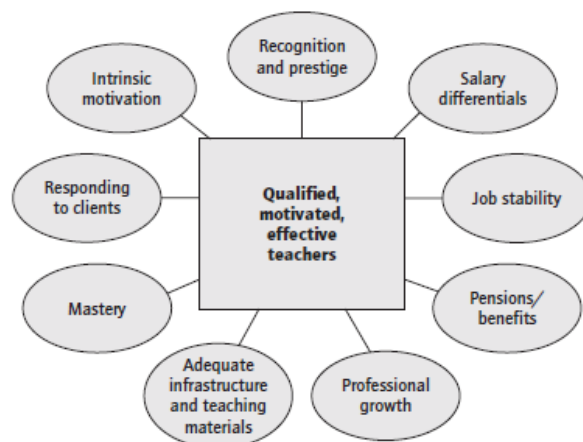 Recognition
and prestige
Intrinsic
motivation
Salary
differentials
Responding
to clients
Qualified,
motivated,
effective
teachers
Job stability
Mastery
Pensions/
benefits
Adequate
infrastructure
and teaching
materials
Professional
growth